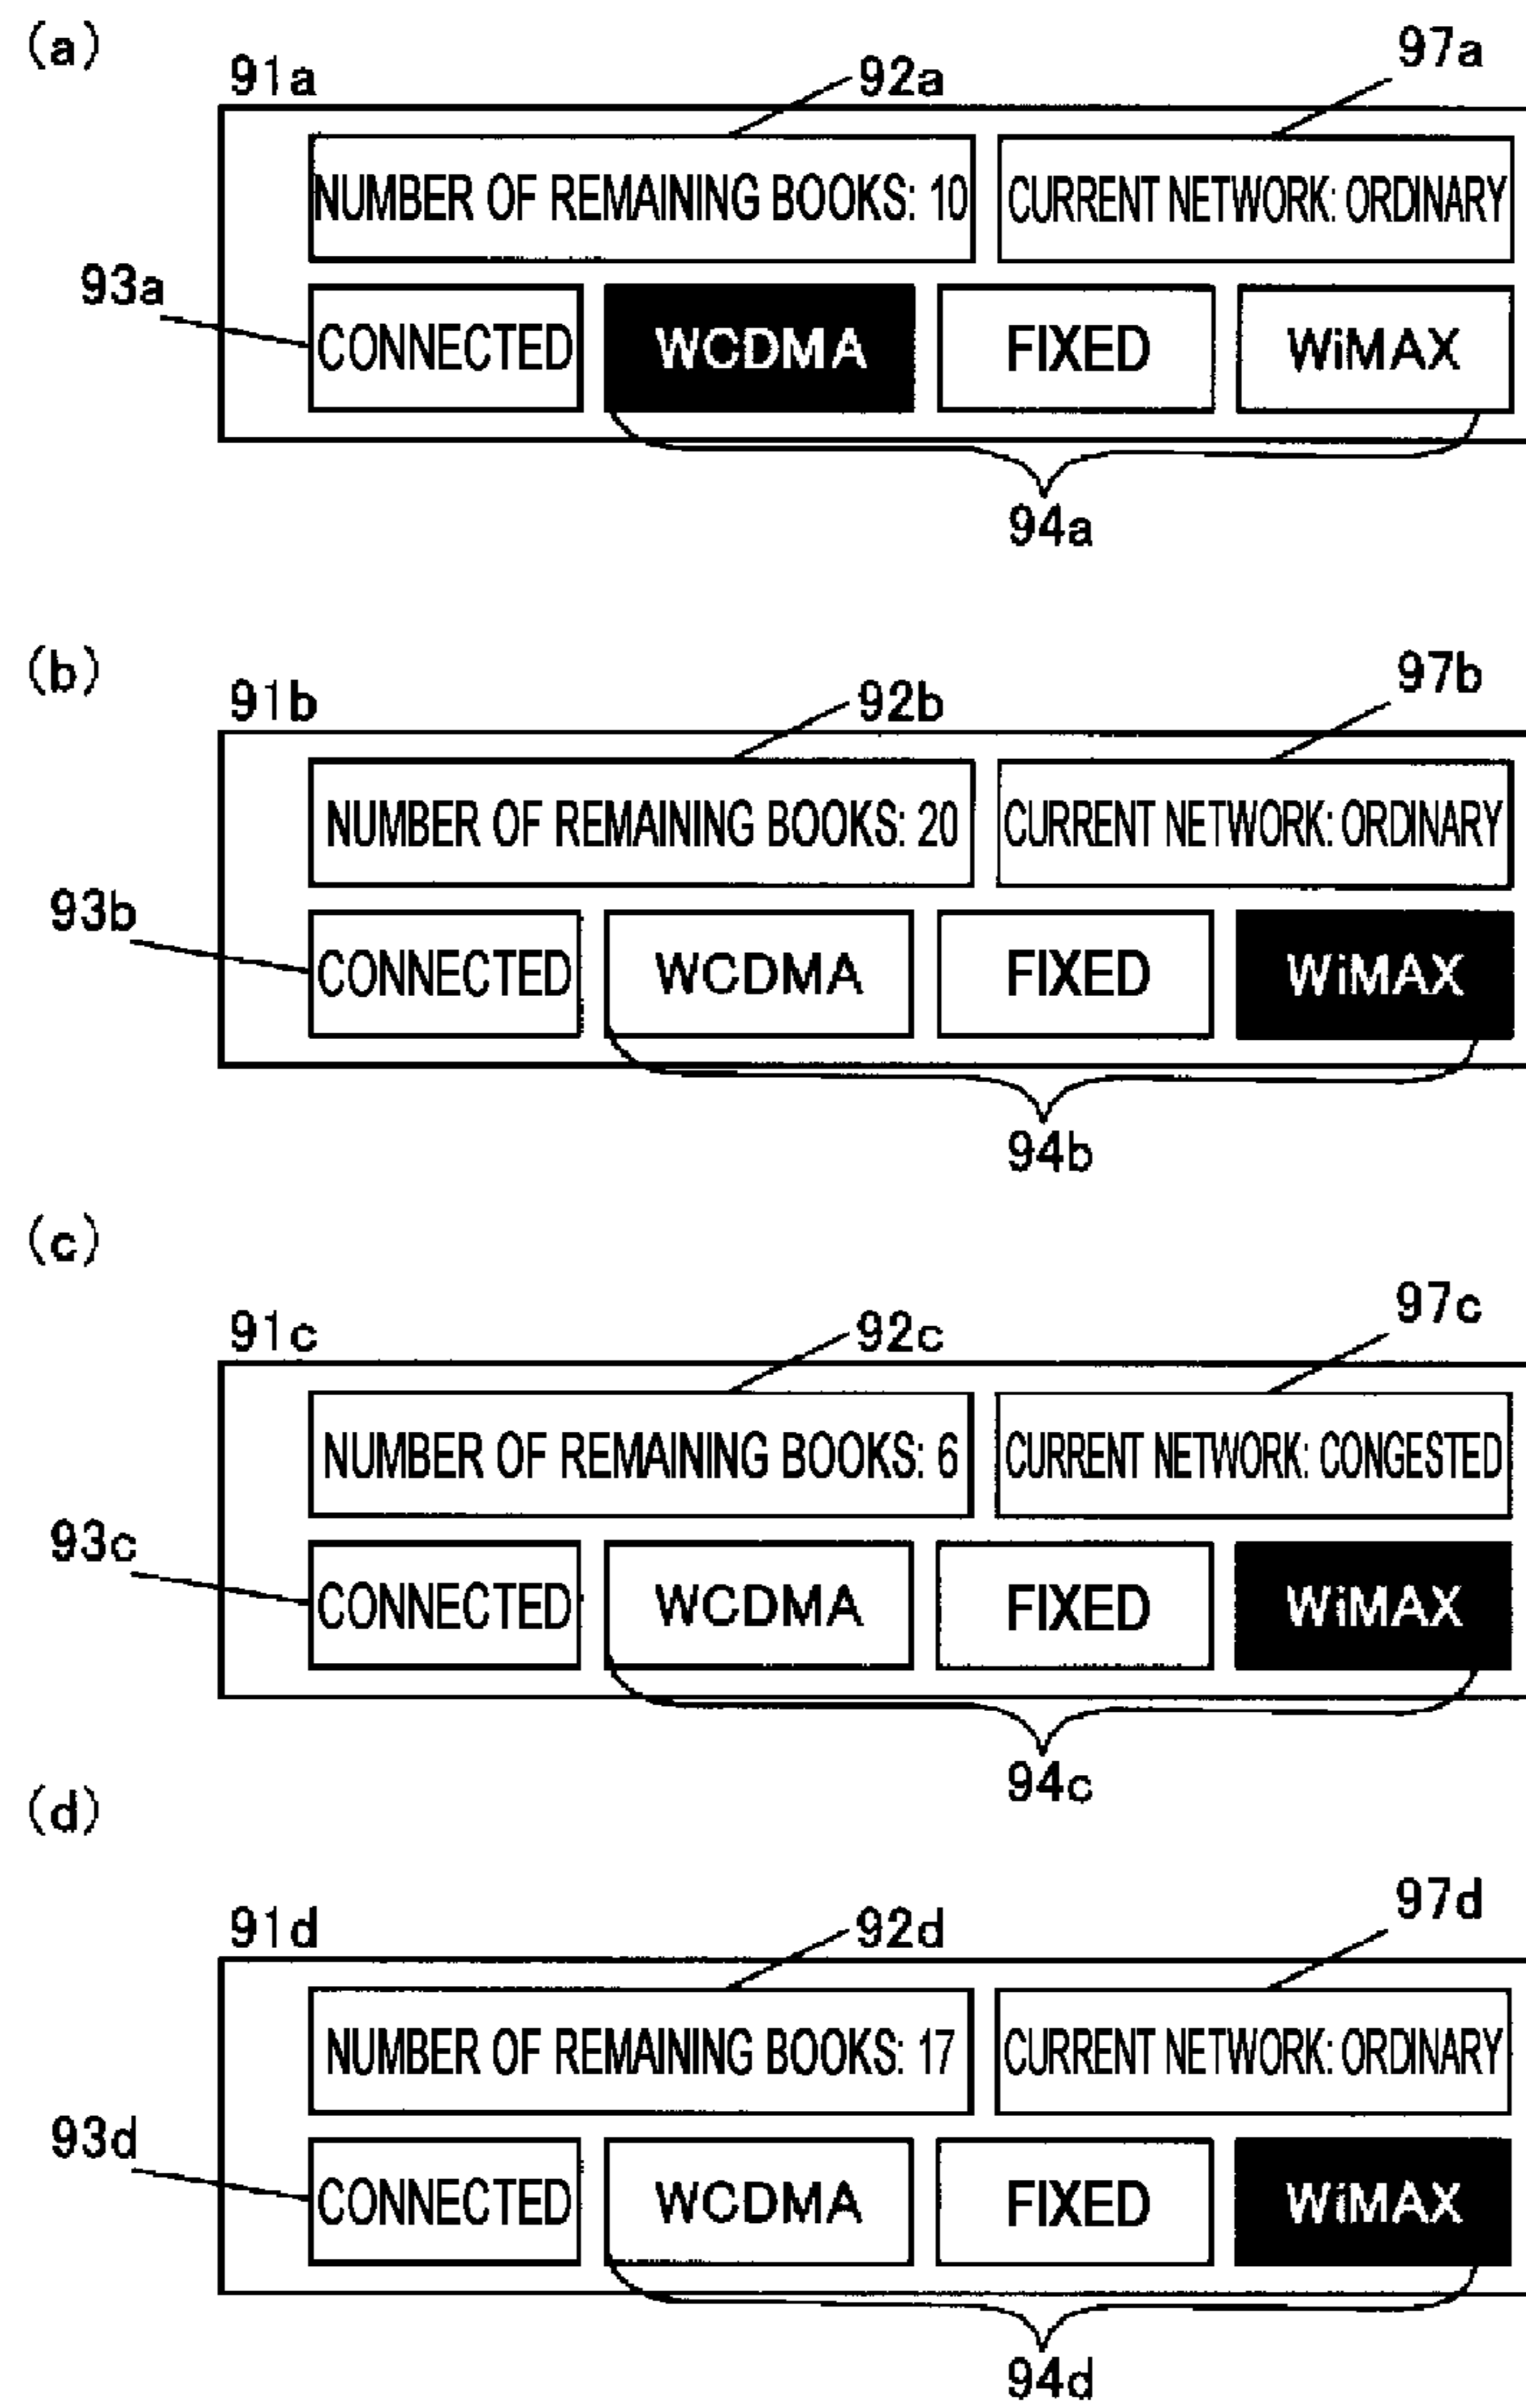 (a)
91a 92a 97a
NUMBER OF REMAINING BOOKS: 10 CURRENT NETWORK: ORDINARY
93a
CONNECTED WCDMA FIXED WiMAX
94a
(b)
91b 92b 97b
NUMBER OF REMAINING BOOKS: 20 CURRENT NETWORK: ORDINARY
93b
CONNECTED WCDMA FIXED WiMAX
94b
(c)
91c 92c 97c
NUMBER OF REMAINING BOOKS: 6 CURRENT NETWORK: CONGESTED
93c
CONNECTED WCDMA FIXED WiMAX
94c
(d)
91d 92d 97d
NUMBER OF REMAINING BOOKS: 17 CURRENT NETWORK: ORDINARY
93d
CONNECTED WCDMA FIXED WiMAX
94d